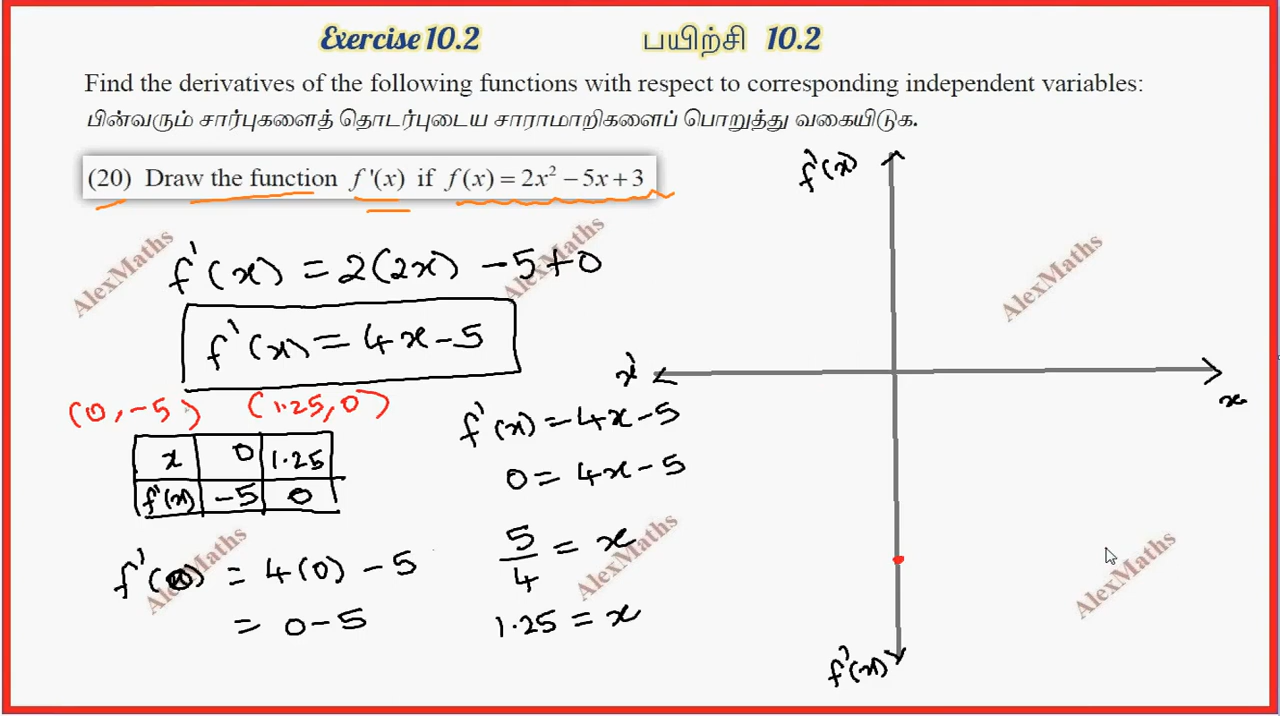 Exercise 10.2 பயிற்சி 10.2
Find the derivatives of the following functions with respect to corresponding independent variables:
பின்வரும் சார்புகளைத் தொடர்புடைய சாராமாறிகளைப் பொறுத்து வகையிடுக.
(20) Draw the function f '(x) if f(x) = 2x² − 5x + 3
f'(x) = 2(2x) − 5 + 0
f'(x) = 4x − 5
(0, −5) (1.25, 0)
x 0 1.25
f'(x) −5 0
f'(0) = 4(0) − 5
= 0 − 5
f'(x) = 4x − 5
0 = 4x − 5
5/4 = x
1.25 = x
f'(x)
x'
x
f'(x)
AlexMaths
AlexMaths
AlexMaths
AlexMaths
AlexMaths
AlexMaths